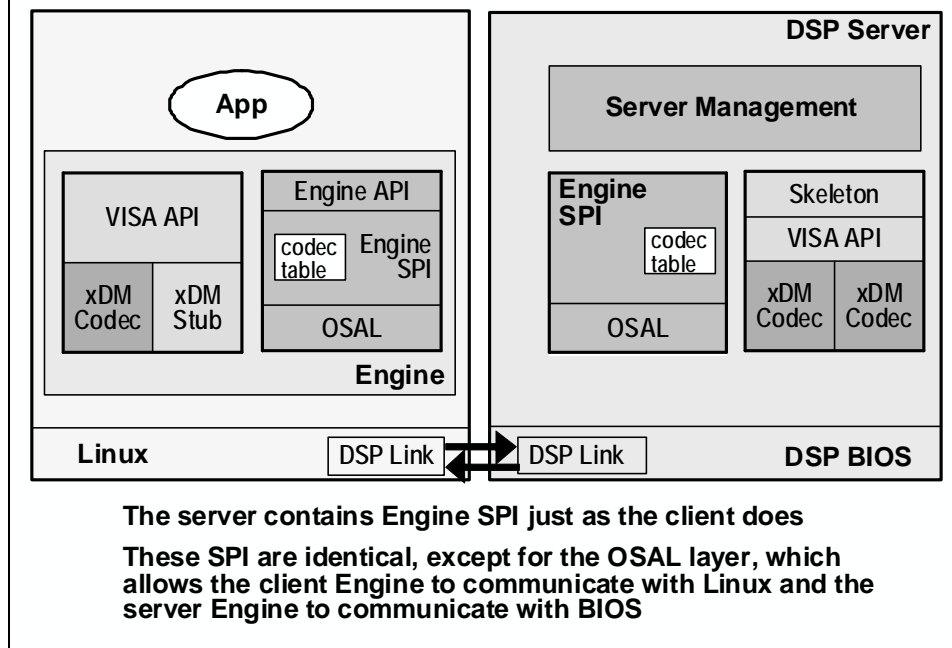 DSP Server
App
Server Management
VISA API
xDM
Codec
xDM
Stub
Engine API
codec
table
Engine
SPI
OSAL
Engine
Engine
SPI
codec
table
OSAL
Skeleton
VISA API
xDM
Codec
xDM
Codec
Linux
DSP Link
DSP Link
DSP BIOS
The server contains Engine SPI just as the client does
These SPI are identical, except for the OSAL layer, which
allows the client Engine to communicate with Linux and the
server Engine to communicate with BIOS